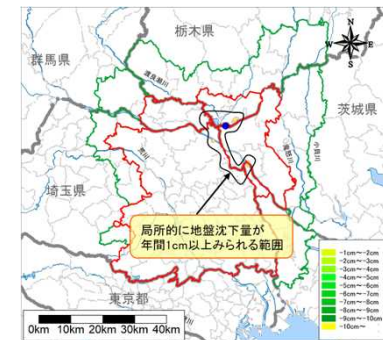 栃木県
群馬県
渡良瀬川
茨城県
鬼怒川
小貝川
荒川
埼玉県
局所的に地盤沈下量が
年間1cm以上みられる範囲
東京都
N
W E
S
0km 10km 20km 30km 40km
-1cm～-2cm
-2cm～-3cm
-3cm～-4cm
-4cm～-5cm
-5cm～-6cm
-6cm～-7cm
-7cm～-8cm
-8cm～-9cm
-9cm～-10cm
-10cm～